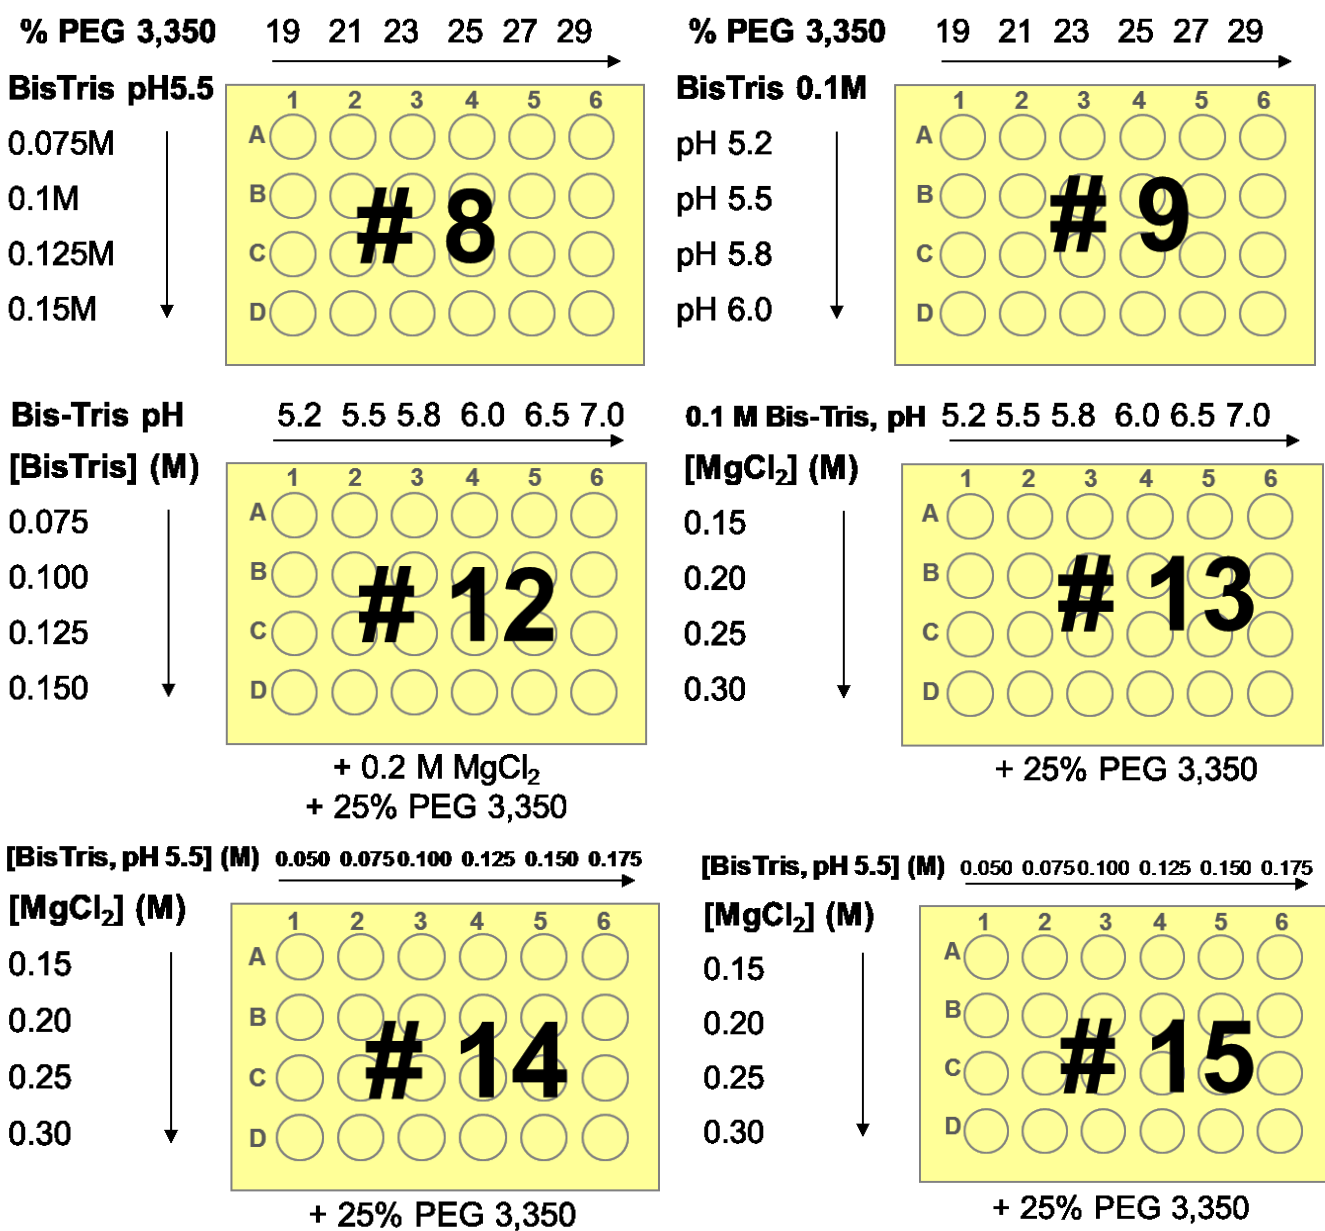 % PEG 3,350 19 21 23 25 27 29
BisTris pH5.5
1 2 3 4 5 6
A
0.075M
B
0.1M
# 8
C
0.125M
D
0.15M
% PEG 3,350 19 21 23 25 27 29
BisTris 0.1M
1 2 3 4 5 6
A
pH 5.2
B
pH 5.5
# 9
C
pH 5.8
D
pH 6.0
Bis-Tris pH 5.2 5.5 5.8 6.0 6.5 7.0
[BisTris] (M)
1 2 3 4 5 6
A
0.075
B
0.100
# 12
C
0.125
D
0.150
+ 0.2 M MgCl₂
+ 25% PEG 3,350
0.1 M Bis-Tris, pH 5.2 5.5 5.8 6.0 6.5 7.0
[MgCl₂] (M)
1 2 3 4 5 6
A
0.15
B
0.20
# 13
C
0.25
D
0.30
+ 25% PEG 3,350
[BisTris, pH 5.5] (M) 0.050 0.075 0.100 0.125 0.150 0.175
[MgCl₂] (M)
1 2 3 4 5 6
A
0.15
B
0.20
# 14
C
0.25
D
0.30
+ 25% PEG 3,350
[BisTris, pH 5.5] (M) 0.050 0.075 0.100 0.125 0.150 0.175
[MgCl₂] (M)
1 2 3 4 5 6
A
0.15
B
0.20
# 15
C
0.25
D
0.30
+ 25% PEG 3,350